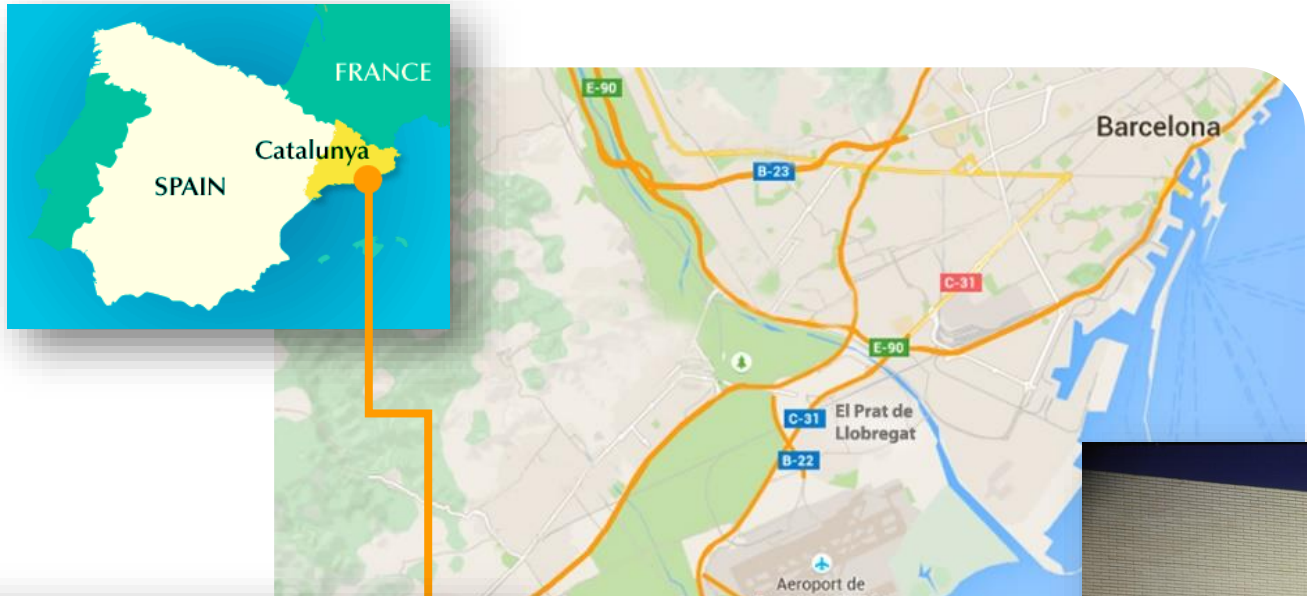 FRANCE
Catalunya
SPAIN
E-90
Barcelona
B-23
C-31
E-90
C-31
El Prat de
Llobregat
B-22
Aeroport de